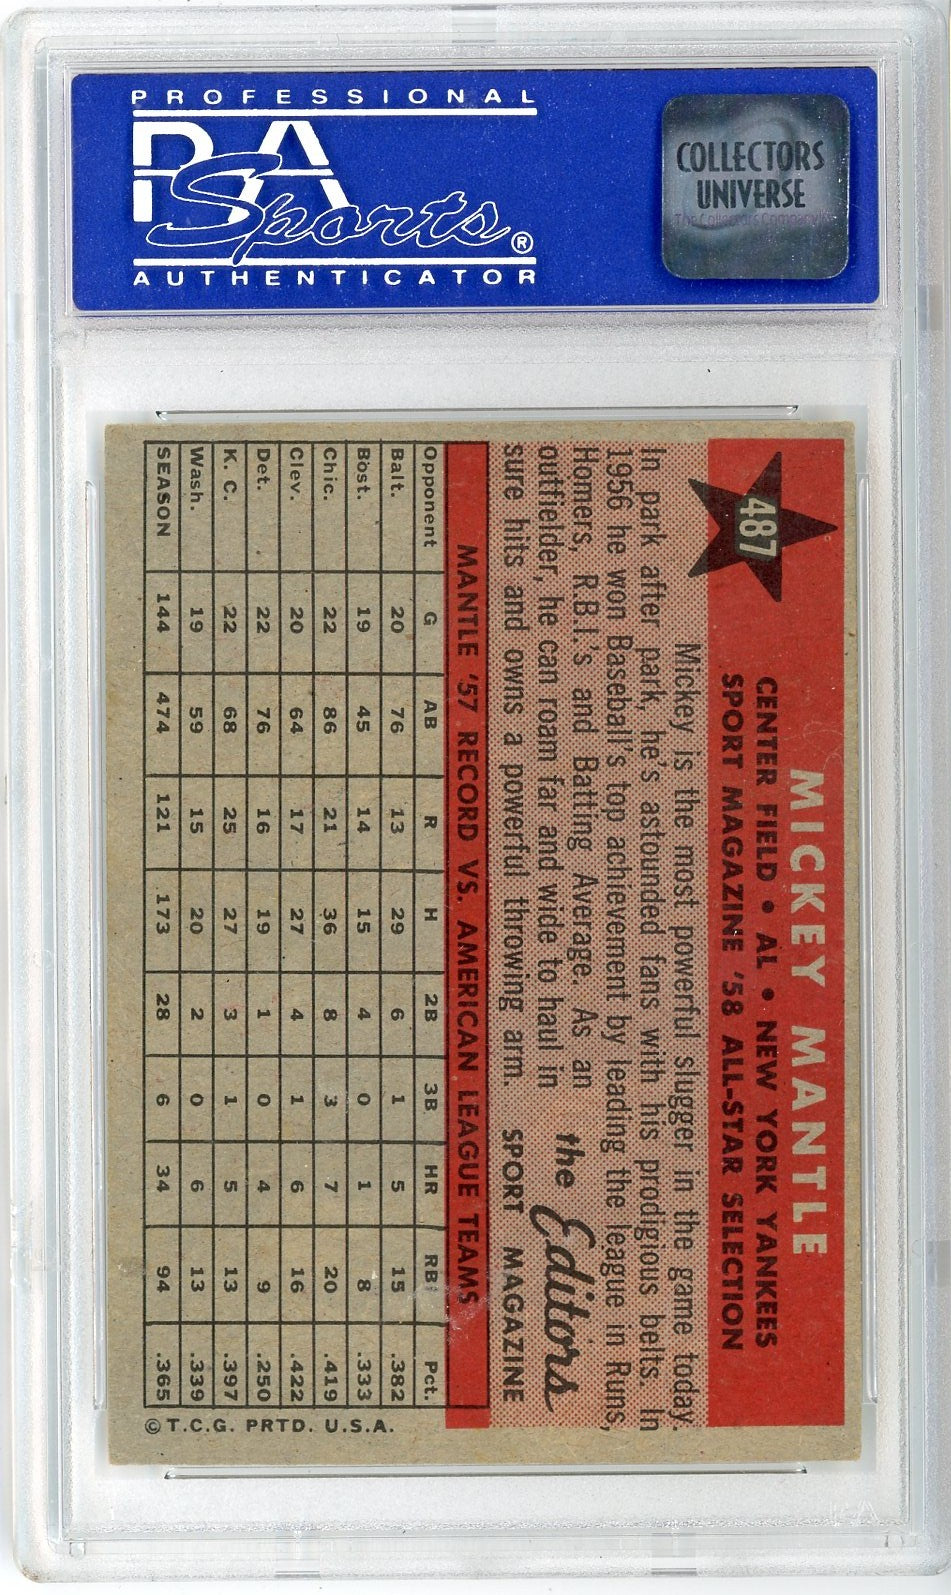 PROFESSIONAL
PSA
Sports®
AUTHENTICATOR
COLLECTORS
UNIVERSE
The Collectors Company
487
MICKEY MANTLE
CENTER FIELD • AL • NEW YORK YANKEES
SPORT MAGAZINE '58 ALL-STAR SELECTION
Mickey is the most powerful slugger in the game today.
In park after park, he's astounded fans with his prodigious belts. In
1956 he won Baseball's top achievement by leading the league in Runs,
Homers, R.B.I.'s and Batting Average. As an
outfielder, he can roam far and wide to haul in
sure hits and owns a powerful throwing arm.
the Editors
SPORT MAGAZINE
MANTLE '57 RECORD VS. AMERICAN LEAGUE TEAMS
Opponent G AB R H 2B 3B HR RBI Pct.
Balt. 20 76 13 29 6 1 5 15 .382
Bost. 19 45 14 15 4 0 1 8 .333
Chic. 22 86 21 36 8 3 7 20 .419
Clev. 20 64 17 27 4 1 6 16 .422
Det. 22 76 16 19 1 0 4 9 .250
K. C. 22 68 25 27 3 1 5 13 .397
Wash. 19 59 15 20 2 0 6 13 .339
SEASON 144 474 121 173 28 6 34 94 .365
© T.C.G. PRTD. U.S.A.